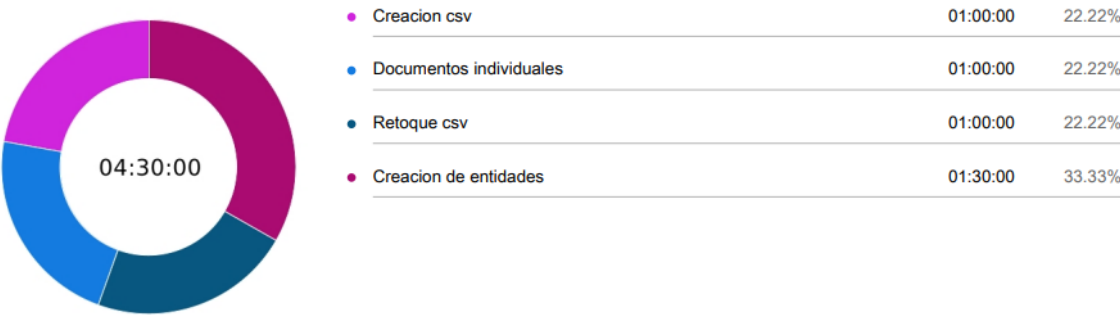 Creacion csv 01:00:00 22.22%
Documentos individuales 01:00:00 22.22%
Retoque csv 01:00:00 22.22%
Creacion de entidades 01:30:00 33.33%
04:30:00